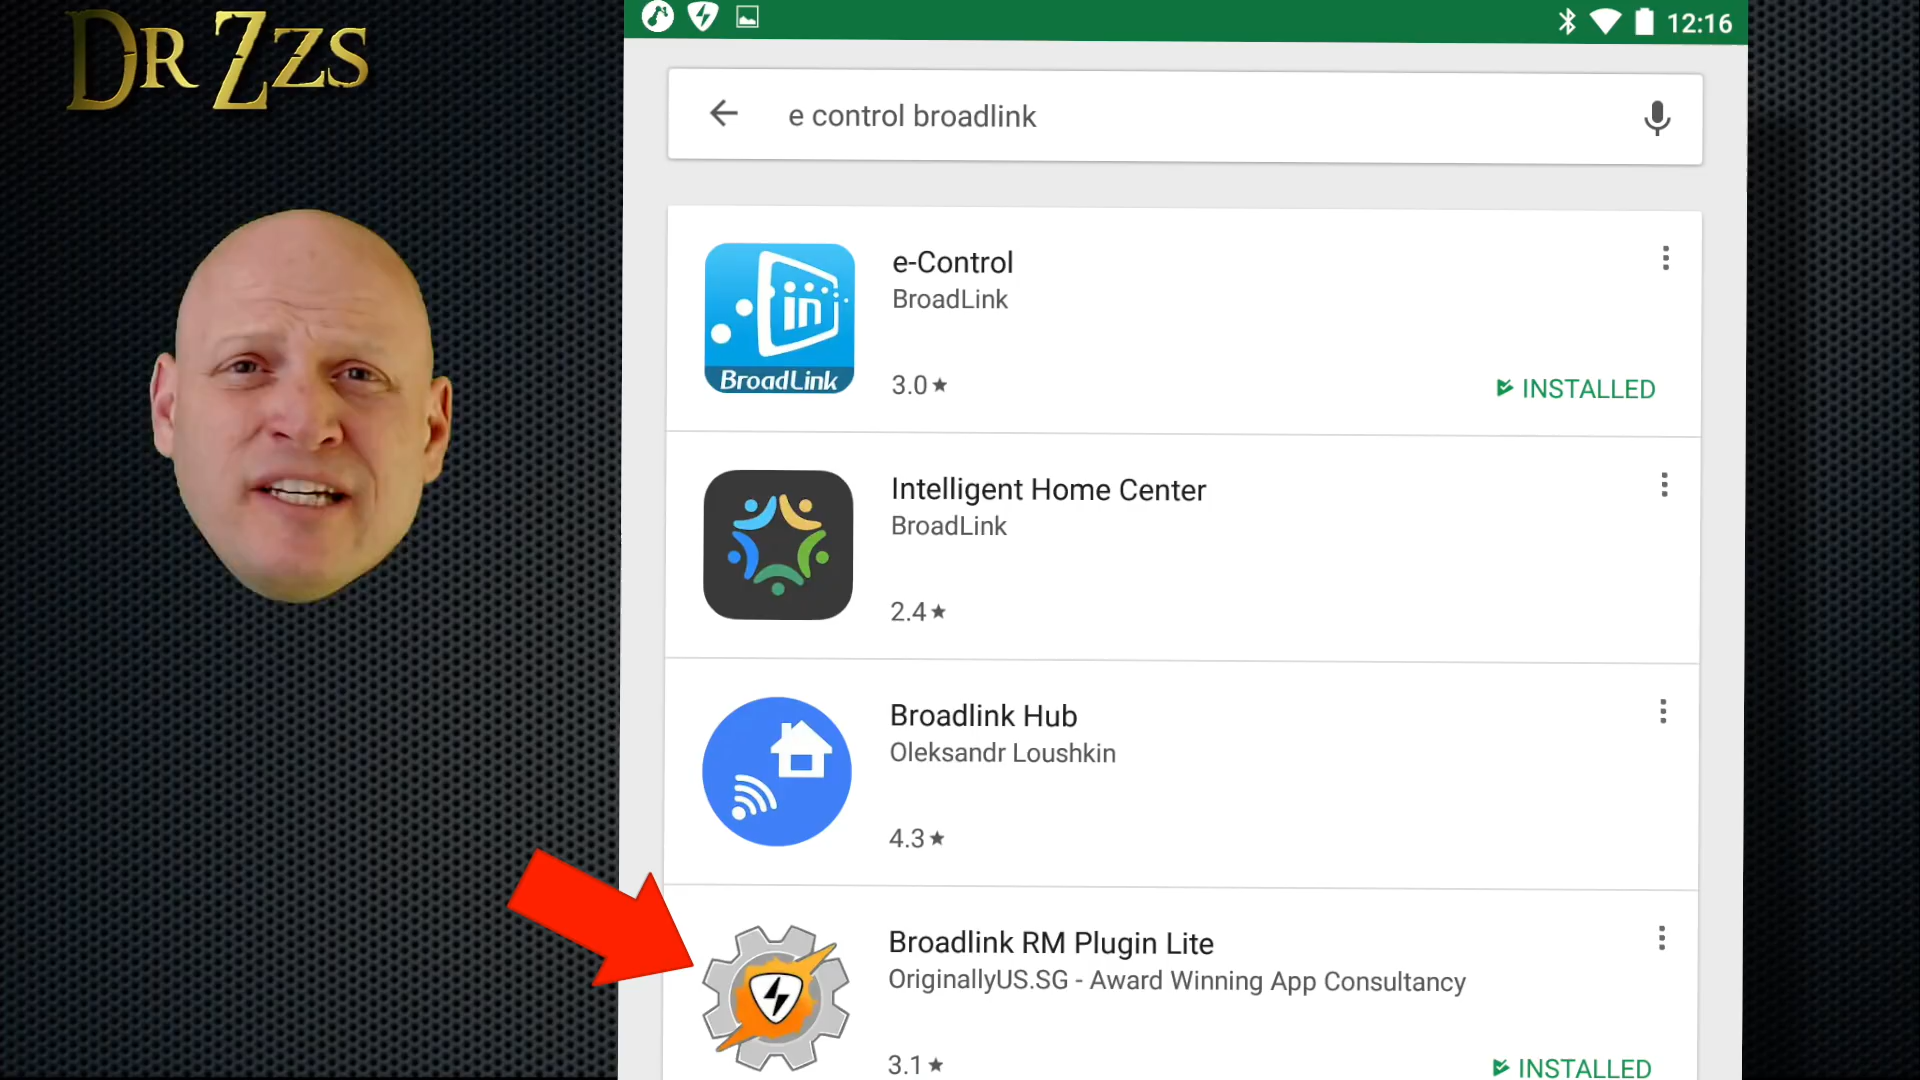 DR ZZS
12:16
e control broadlink
e-Control
BroadLink
3.0
INSTALLED
in
BroadLink
Intelligent Home Center
BroadLink
2.4
Broadlink Hub
Oleksandr Loushkin
4.3
Broadlink RM Plugin Lite
OriginallyUS.SG - Award Winning App Consultancy
3.1
INSTALLED